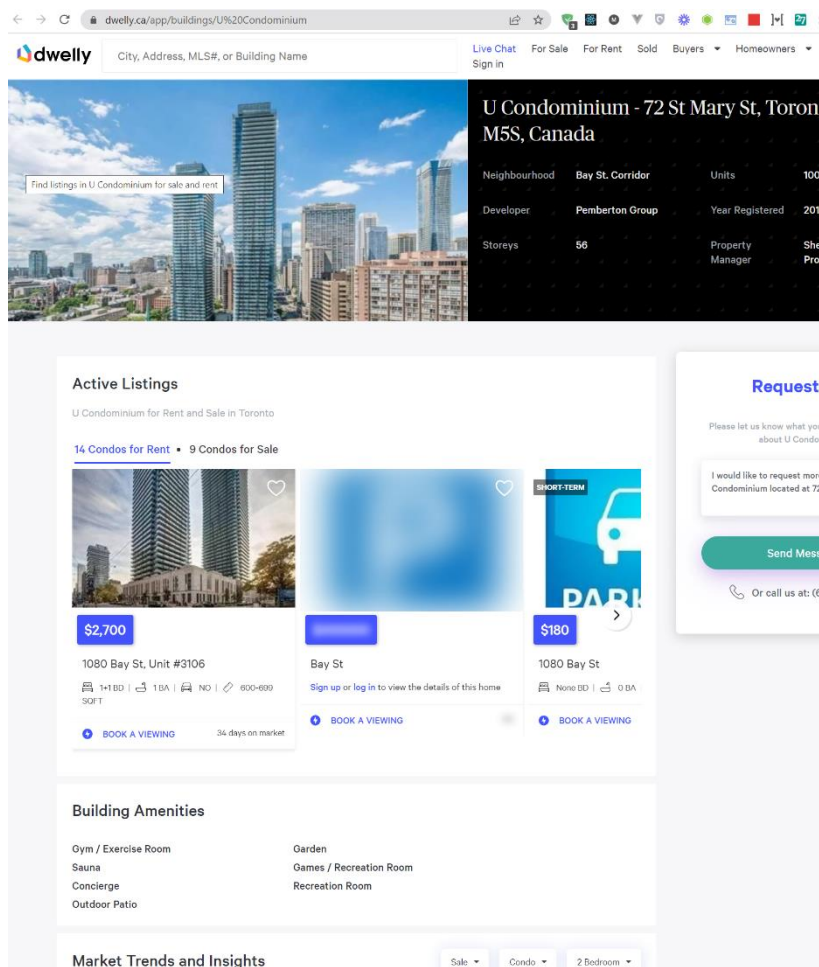 dwelly.ca/app/buildings/U%20Condominium
dwelly
City, Address, MLS#, or Building Name
Live Chat For Sale For Rent Sold Buyers Homeowners
Sign in
U Condominium - 72 St Mary St, Toron
M5S, Canada
Find listings in U Condominium for sale and rent
Neighbourhood Bay St. Corridor Units 100
Developer Pemberton Group Year Registered 201
Storeys 56 Property She
Manager Pro
Active Listings
U Condominium for Rent and Sale in Toronto
14 Condos for Rent • 9 Condos for Sale
SHORT-TERM
PARK
$2,700
$180
1080 Bay St, Unit #3106
1+1 BD | 1 BA | NO | 600-699
SQFT
BOOK A VIEWING 34 days on market
Bay St
Sign up or log in to view the details of this home
BOOK A VIEWING
1080 Bay St
None BD | 0 BA
BOOK A VIEWING
Request
Please let us know what yo
about U Condo
I would like to request mor
Condominium located at 72
Send Mess
Or call us at: (6
Building Amenities
Gym / Exercise Room
Sauna
Concierge
Outdoor Patio
Garden
Games / Recreation Room
Recreation Room
Market Trends and Insights
Sale Condo 2 Bedroom